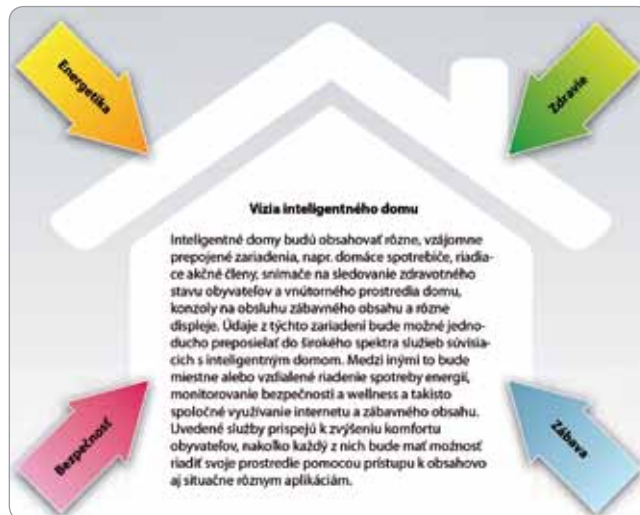 Energetika
Zdravie
Vízia inteligentného domu
Inteligentné domy budú obsahovať rôzne, vzájomne
prepojené zariadenia, napr. domáce spotrebiče, riadia-
ce akčné členy, snímače na sledovanie zdravotného
stavu obyvateľov a vnútorného prostredia domu,
konzoly na obsluhu zábavného obsahu a rôzne
displeje. Údaje z týchto zariadení bude možné jedno-
ducho preposielať do širokého spektra služieb súvisia-
cich s inteligentným domom. Medzi inými to bude
miestne alebo vzdialené riadenie spotreby energií,
monitorovanie bezpečnosti a wellness a takisto
spoločné využívanie internetu a zábavného obsahu.
Uvedené služby prispejú k zvýšeniu komfortu
obyvateľov, nakoľko každý z nich bude mať možnosť
riadiť svoje prostredie pomocou prístupu k obsahovo
aj situačne rôznym aplikáciám.
Bezpečnosť
Zábava